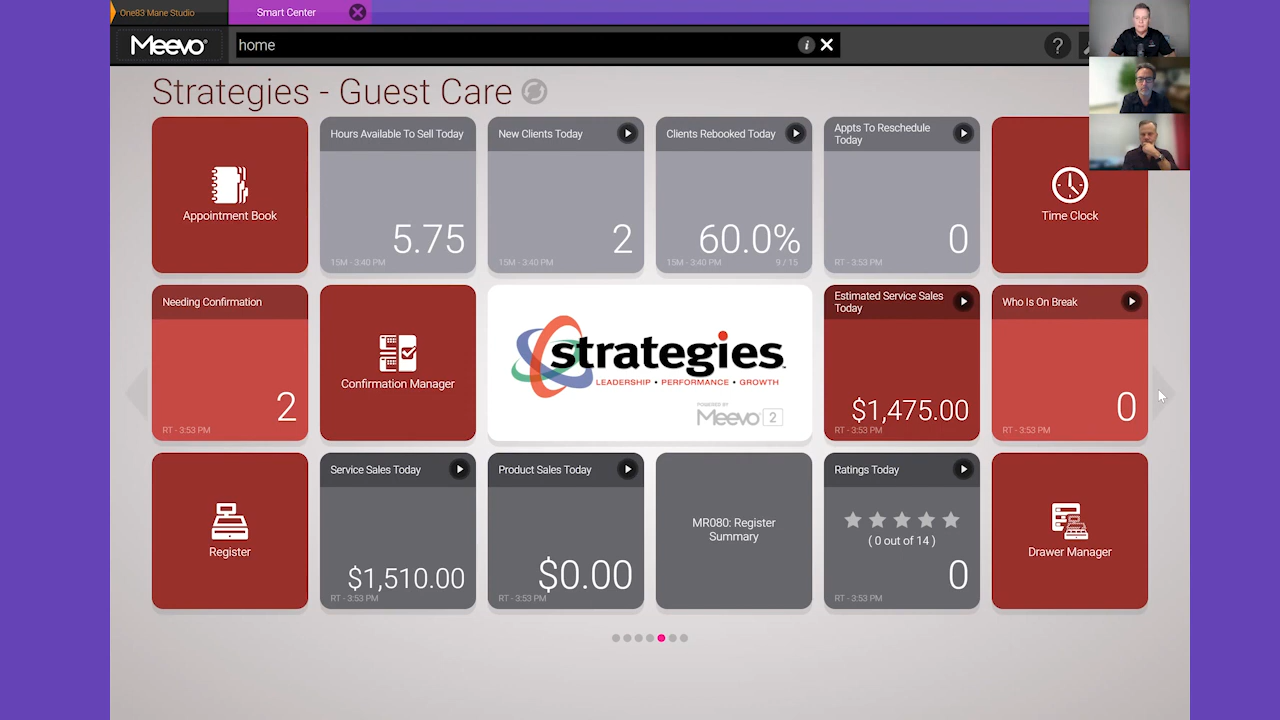 One83 Mane Studio
Smart Center
Meevo
home
Strategies - Guest Care
Appointment Book
Hours Available To Sell Today
5.75
15M - 3:40 PM
New Clients Today
2
15M - 3:40 PM
Clients Rebooked Today
60.0%
15M - 3:40 PM
9 / 15
Appts To Reschedule
Today
0
RT - 3:53 PM
Time Clock
Needing Confirmation
2
RT - 3:53 PM
Confirmation Manager
strategies
LEADERSHIP • PERFORMANCE • GROWTH
POWERED BY
Meevo 2
Estimated Service Sales
Today
$1,475.00
RT - 3:53 PM
Who Is On Break
0
RT - 3:53 PM
Register
Service Sales Today
$1,510.00
RT - 3:53 PM
Product Sales Today
$0.00
RT - 3:53 PM
MR080: Register
Summary
Ratings Today
( 0 out of 14 )
0
RT - 3:53 PM
Drawer Manager